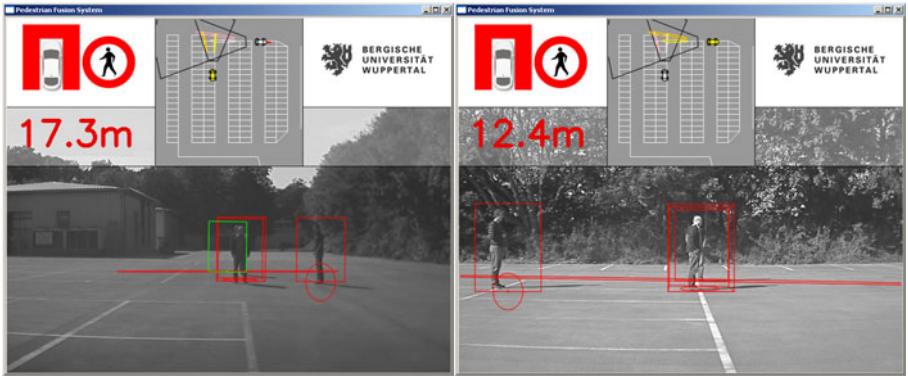 Pedestrian Fusion System
BERGISCHE
UNIVERSITÄT
WUPPERTAL
17.3m
Pedestrian Fusion System
BERGISCHE
UNIVERSITÄT
WUPPERTAL
12.4m